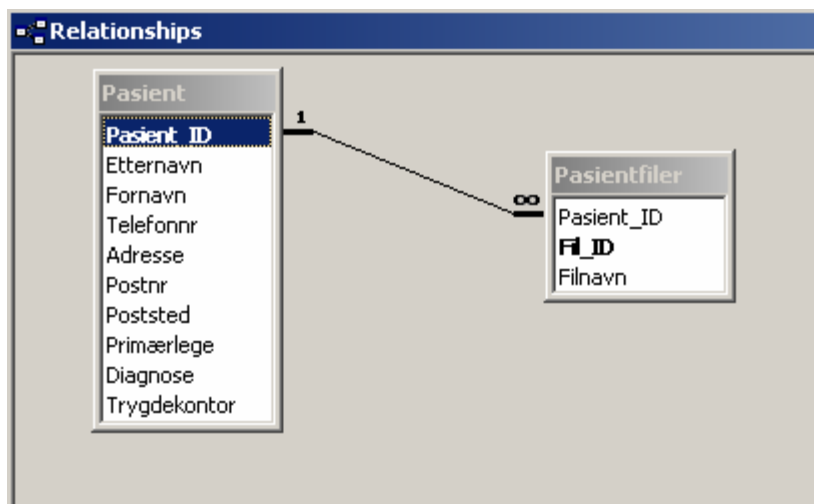 Relationships
Pasient
Pasient_ID
Etternavn
Fornavn
Telefonnr
Adresse
Postnr
Poststed
Primærlege
Diagnose
Trygdekontor
1
∞
Pasientfiler
Pasient_ID
Fil_ID
Filnavn